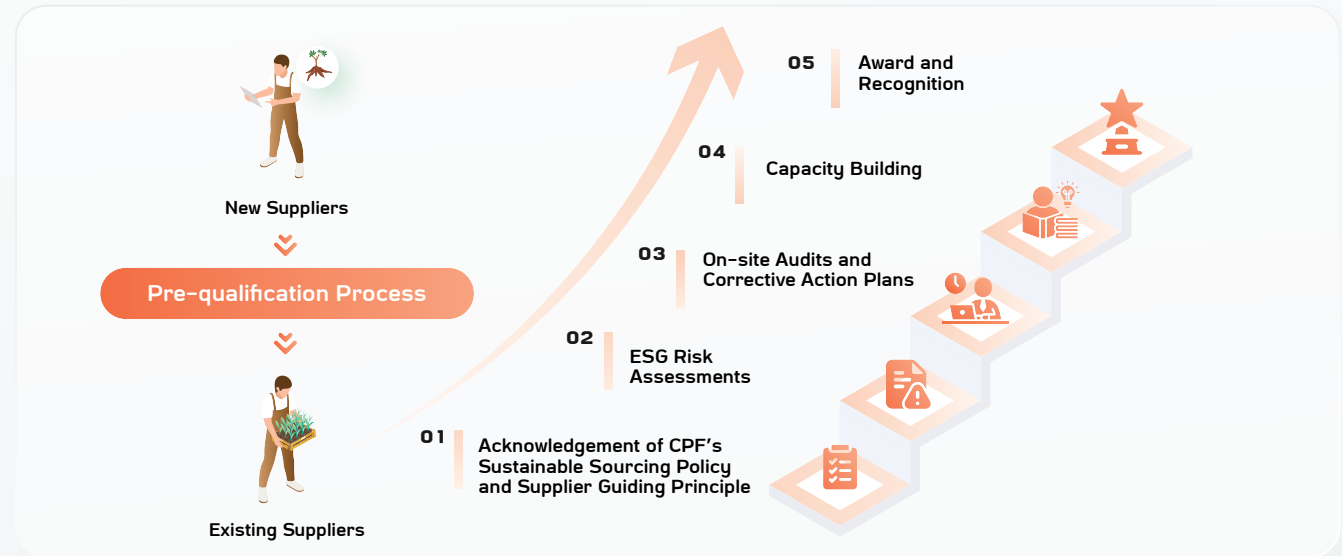 New Suppliers
Pre-qualification Process
Existing Suppliers
01
Acknowledgement of CPF's
Sustainable Sourcing Policy
and Supplier Guiding Principle
02
ESG Risk
Assessments
03
On-site Audits and
Corrective Action Plans
04
Capacity Building
05
Award and
Recognition